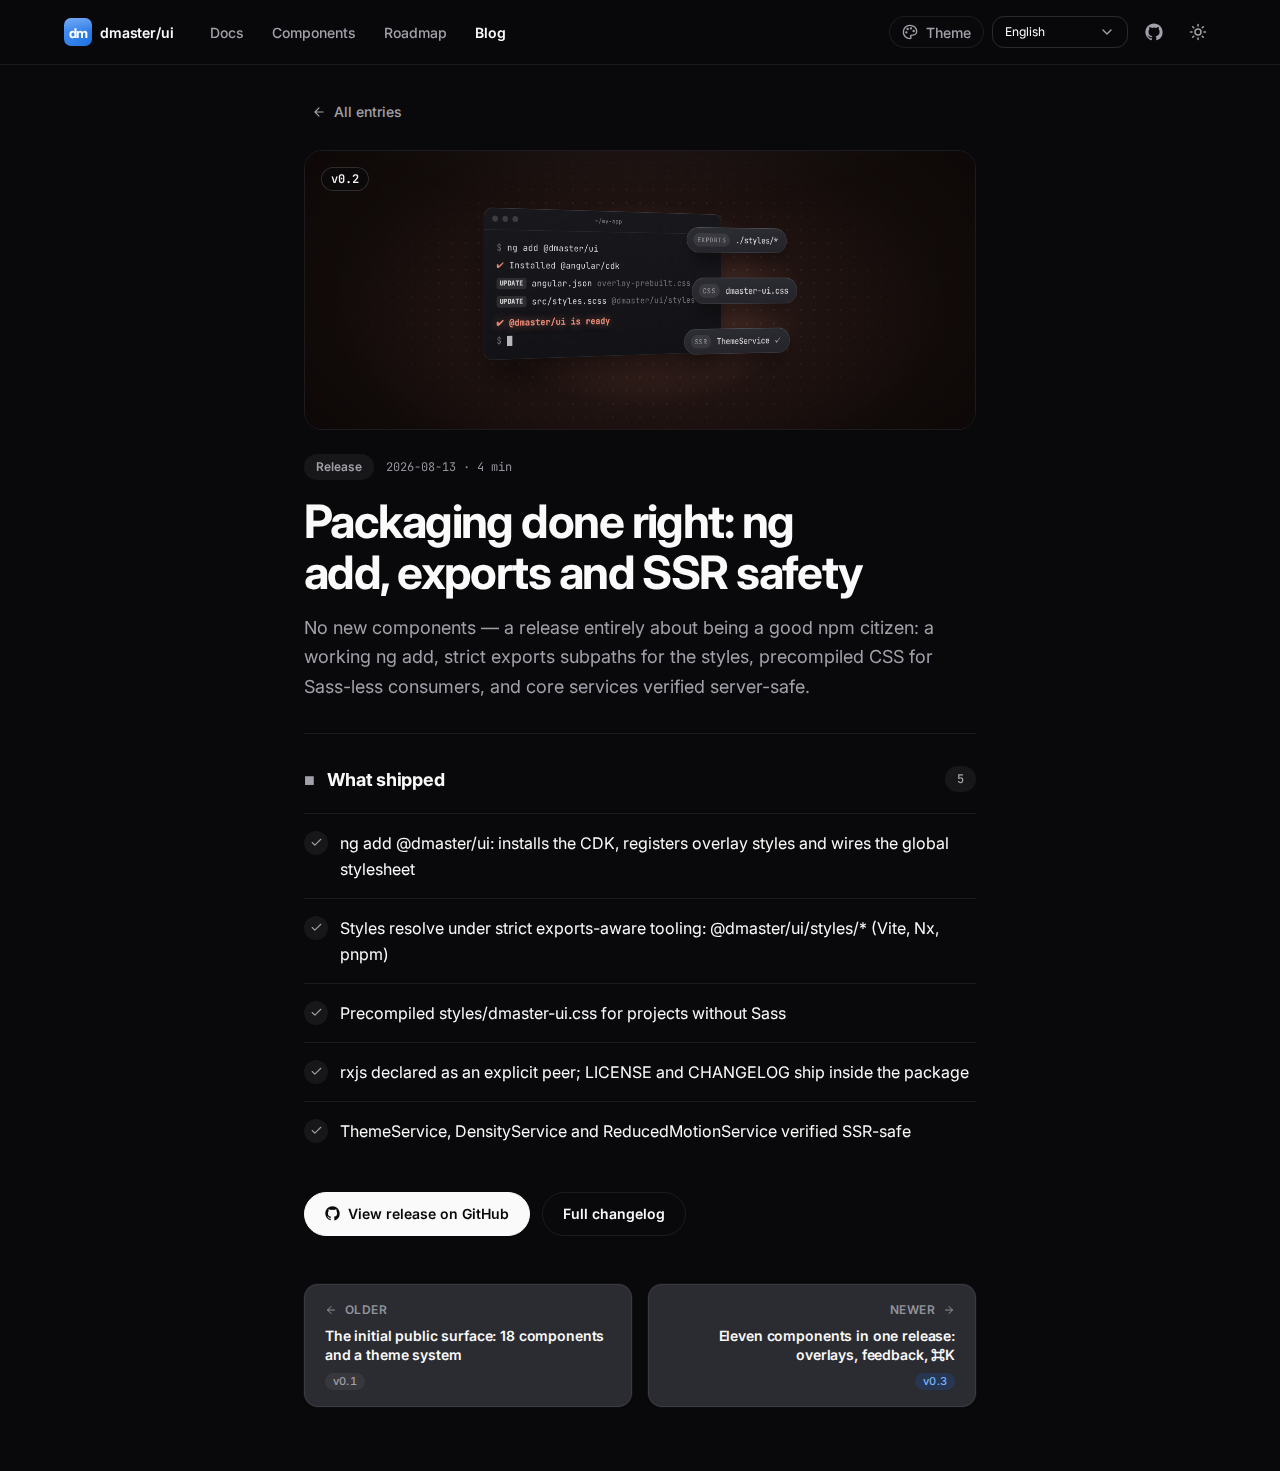 dm dmaster/ui Docs Components Roadmap Blog Theme English
All entries
v0.2
~/my-app
$ ng add @dmaster/ui
✔ Installed @angular/cdk
UPDATE angular.json overlay-prebuilt.css
UPDATE src/styles.scss @dmaster/ui/styles
✔ @dmaster/ui is ready
$
EXPORTS ./styles/*
CSS dmaster-ui.css
SSR ThemeService ✓
Release 2026-08-13 · 4 min
Packaging done right: ng
add, exports and SSR safety
No new components — a release entirely about being a good npm citizen: a
working ng add, strict exports subpaths for the styles, precompiled CSS for
Sass-less consumers, and core services verified server-safe.
What shipped 5
ng add @dmaster/ui: installs the CDK, registers overlay styles and wires the global
stylesheet
Styles resolve under strict exports-aware tooling: @dmaster/ui/styles/* (Vite, Nx,
pnpm)
Precompiled styles/dmaster-ui.css for projects without Sass
rxjs declared as an explicit peer; LICENSE and CHANGELOG ship inside the package
ThemeService, DensityService and ReducedMotionService verified SSR-safe
View release on GitHub Full changelog
← OLDER
The initial public surface: 18 components
and a theme system
v0.1
NEWER →
Eleven components in one release:
overlays, feedback, ⌘K
v0.3